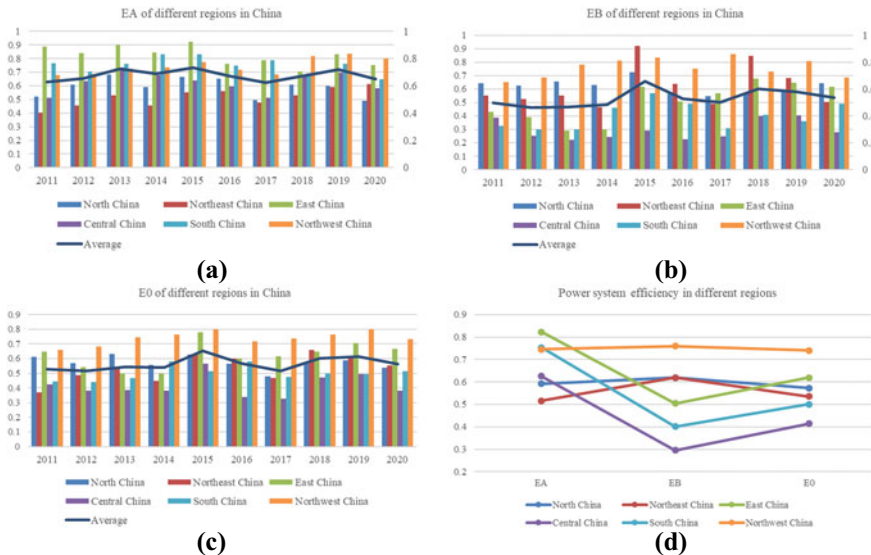 EA of different regions in China
1
0.9
0.8
0.7
0.6
0.5
0.4
0.3
0.2
0.1
0
1
0.8
0.6
0.4
0.2
0
2011 2012 2013 2014 2015 2016 2017 2018 2019 2020
North China Northeast China East China
Central China South China Northwest China
Average
(a)
EB of different regions in China
1
0.9
0.8
0.7
0.6
0.5
0.4
0.3
0.2
0.1
0
1
0.8
0.6
0.4
0.2
0
2011 2012 2013 2014 2015 2016 2017 2018 2019 2020
North China Northeast China East China
Central China South China Northwest China
Average
(b)
E0 of different regions in China
0.9
0.8
0.7
0.6
0.5
0.4
0.3
0.2
0.1
0
2011 2012 2013 2014 2015 2016 2017 2018 2019 2020
North China Northeast China East China
Central China South China Northwest China
Average
(c)
Power system efficiency in different regions
0.9
0.8
0.7
0.6
0.5
0.4
0.3
0.2
EA EB E0
North China Northeast China East China
Central China South China Northwest China
(d)